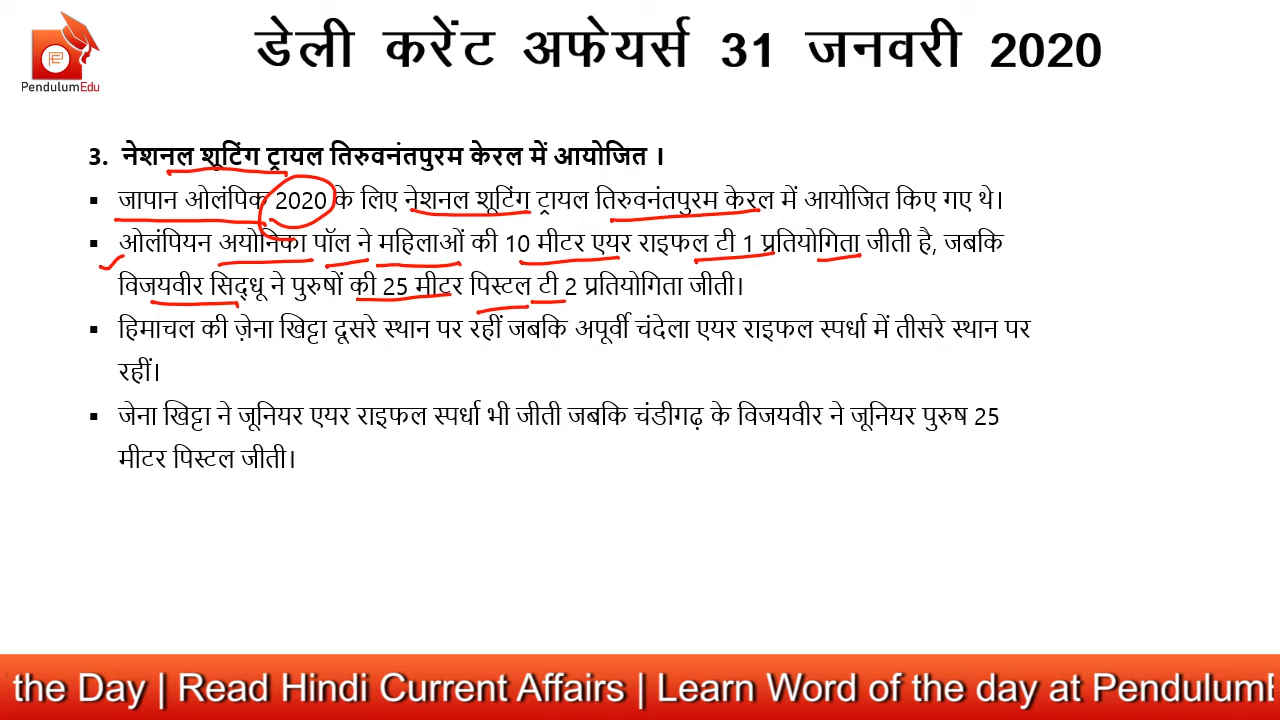 डेली करेंट अफेयर्स 31 जनवरी 2020
PendulumEdu
3. नेशनल शूटिंग ट्रायल तिरुवनंतपुरम केरल में आयोजित ।
▪ जापान ओलंपिक 2020 के लिए नेशनल शूटिंग ट्रायल तिरुवनंतपुरम केरल में आयोजित किए गए थे।
▪ ओलंपियन अयोनिका पॉल ने महिलाओं की 10 मीटर एयर राइफल टी 1 प्रतियोगिता जीती है, जबकि
विजयवीर सिद्धू ने पुरुषों की 25 मीटर पिस्टल टी 2 प्रतियोगिता जीती।
▪ हिमाचल की ज़ेना खिट्टा दूसरे स्थान पर रहीं जबकि अपूर्वी चंदेला एयर राइफल स्पर्धा में तीसरे स्थान पर
रहीं।
▪ जेना खिट्टा ने जूनियर एयर राइफल स्पर्धा भी जीती जबकि चंडीगढ़ के विजयवीर ने जूनियर पुरुष 25
मीटर पिस्टल जीती।
the Day | Read Hindi Current Affairs | Learn Word of the day at PendulumE